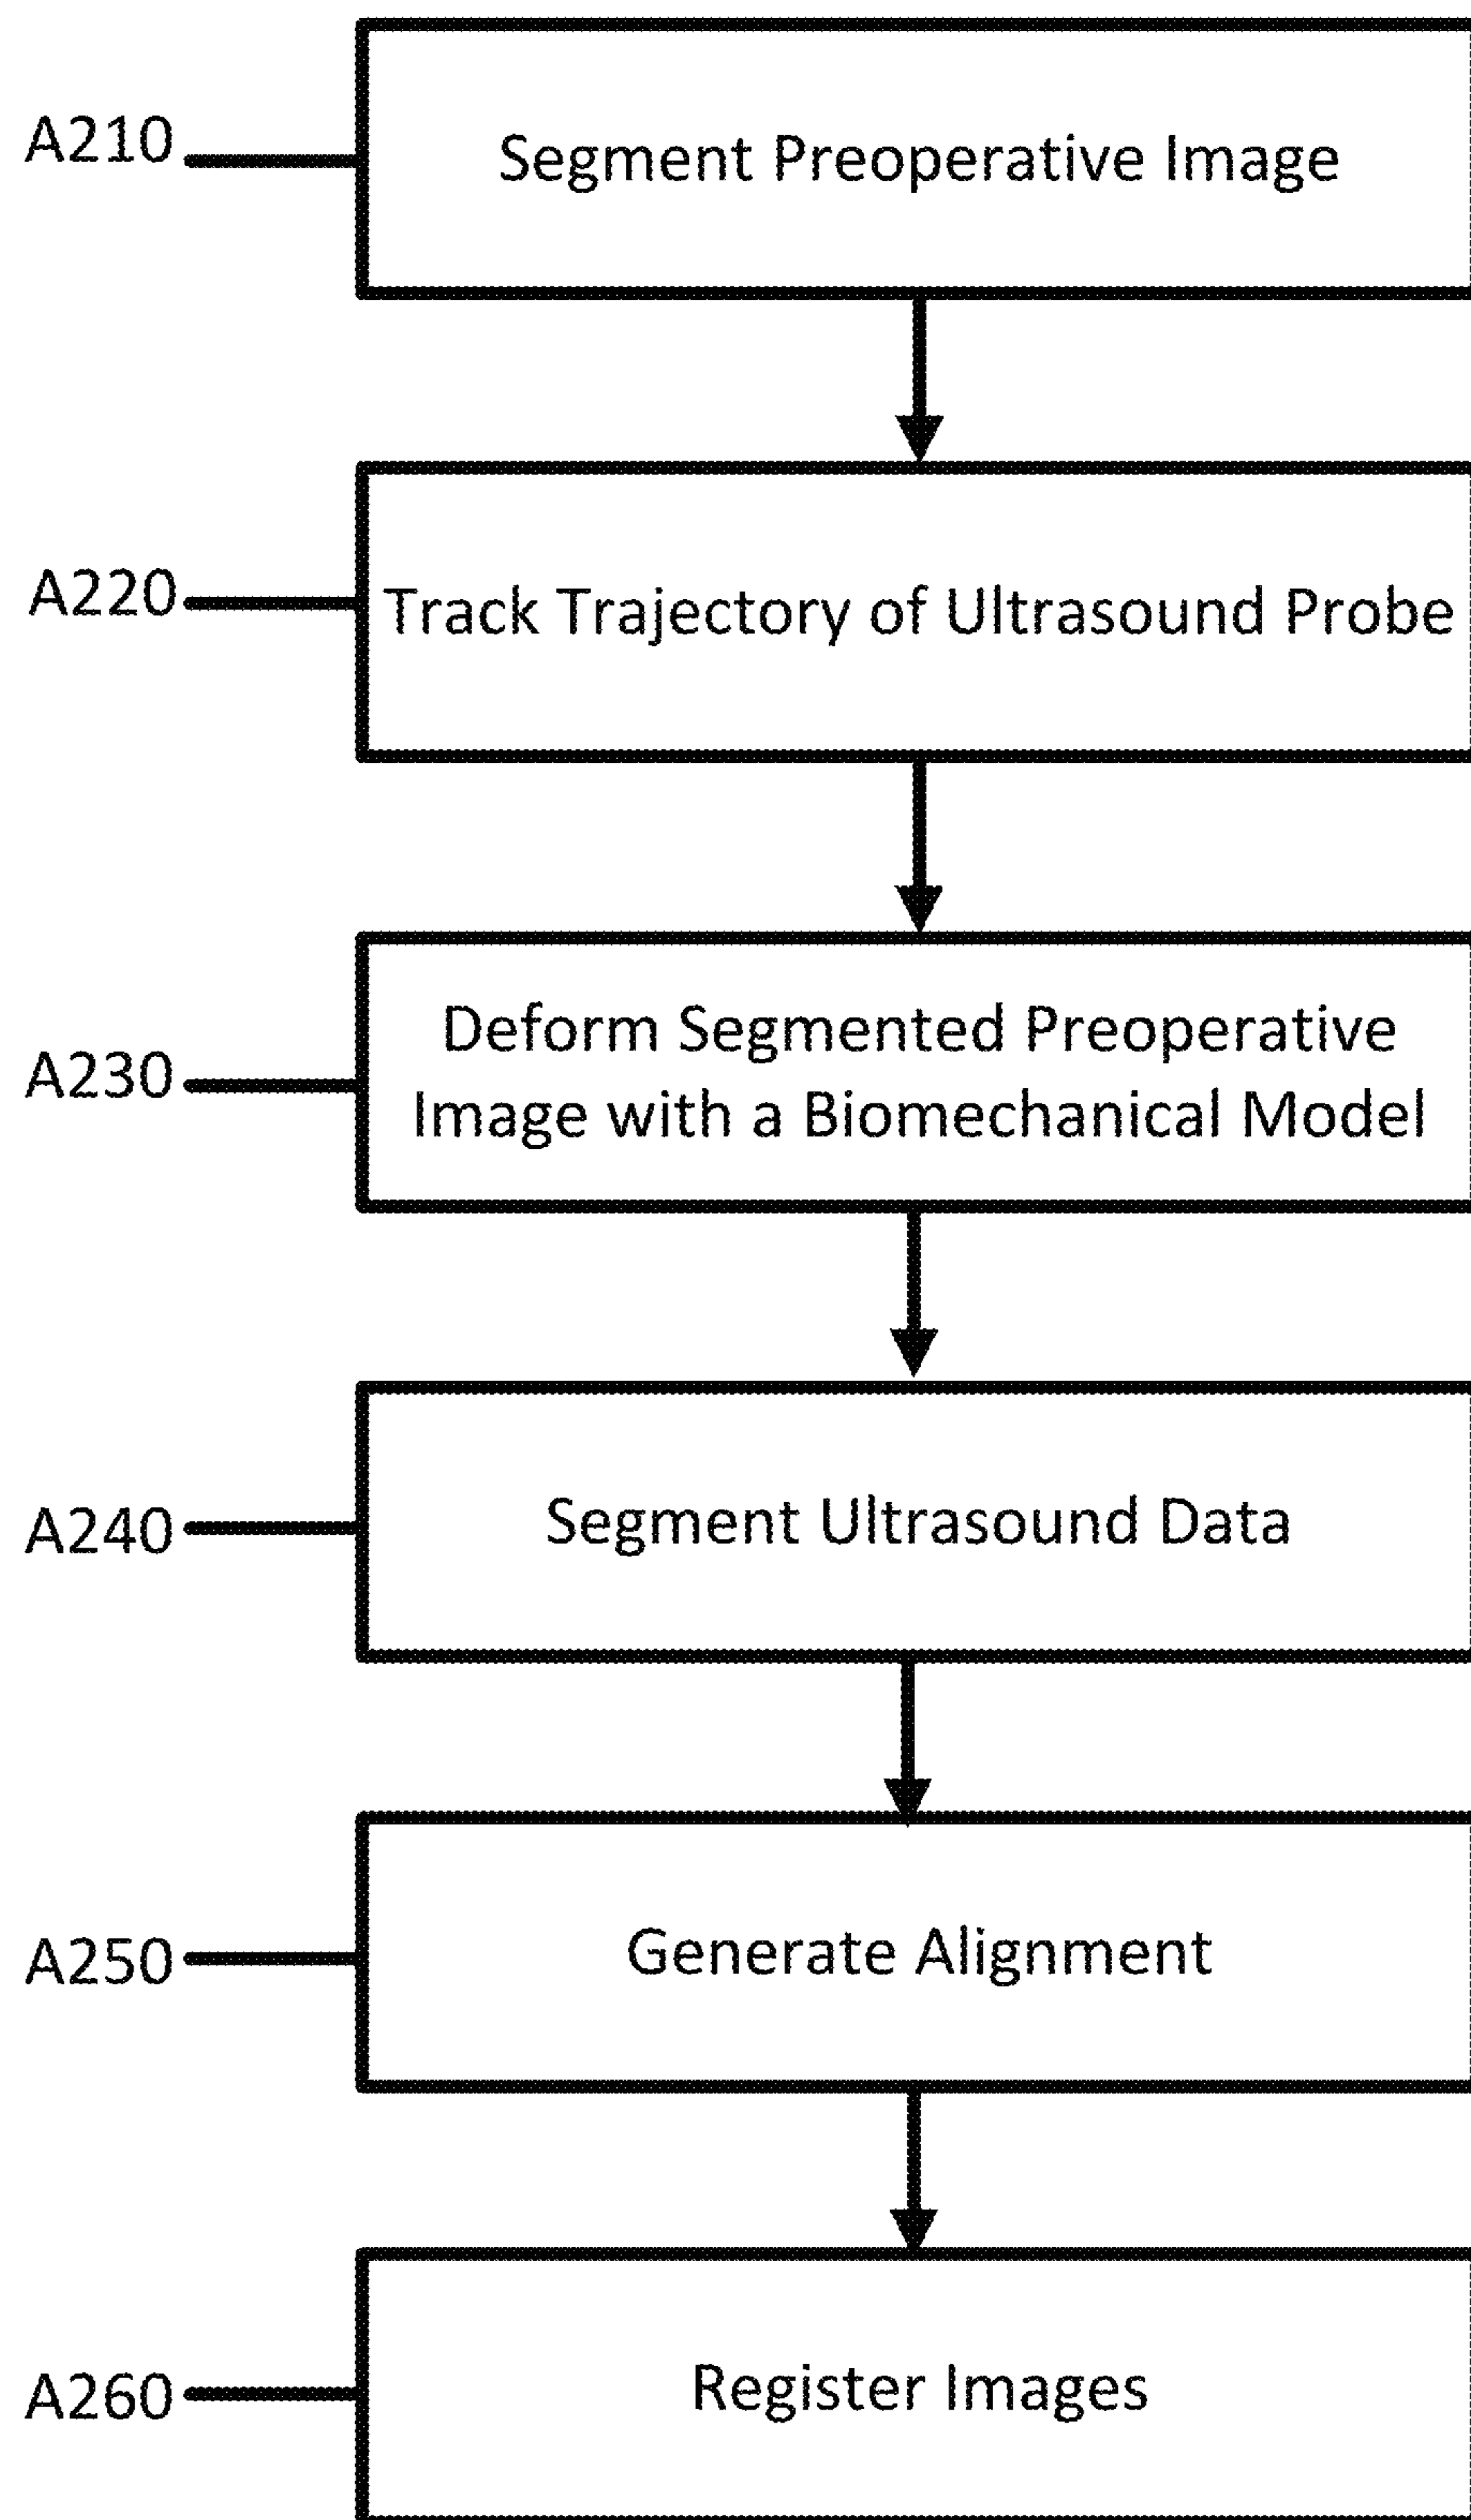 A210
Segment Preoperative Image
A220
Track Trajectory of Ultrasound Probe
A230
Deform Segmented Preoperative
Image with a Biomechanical Model
A240
Segment Ultrasound Data
A250
Generate Alignment
A260
Register Images